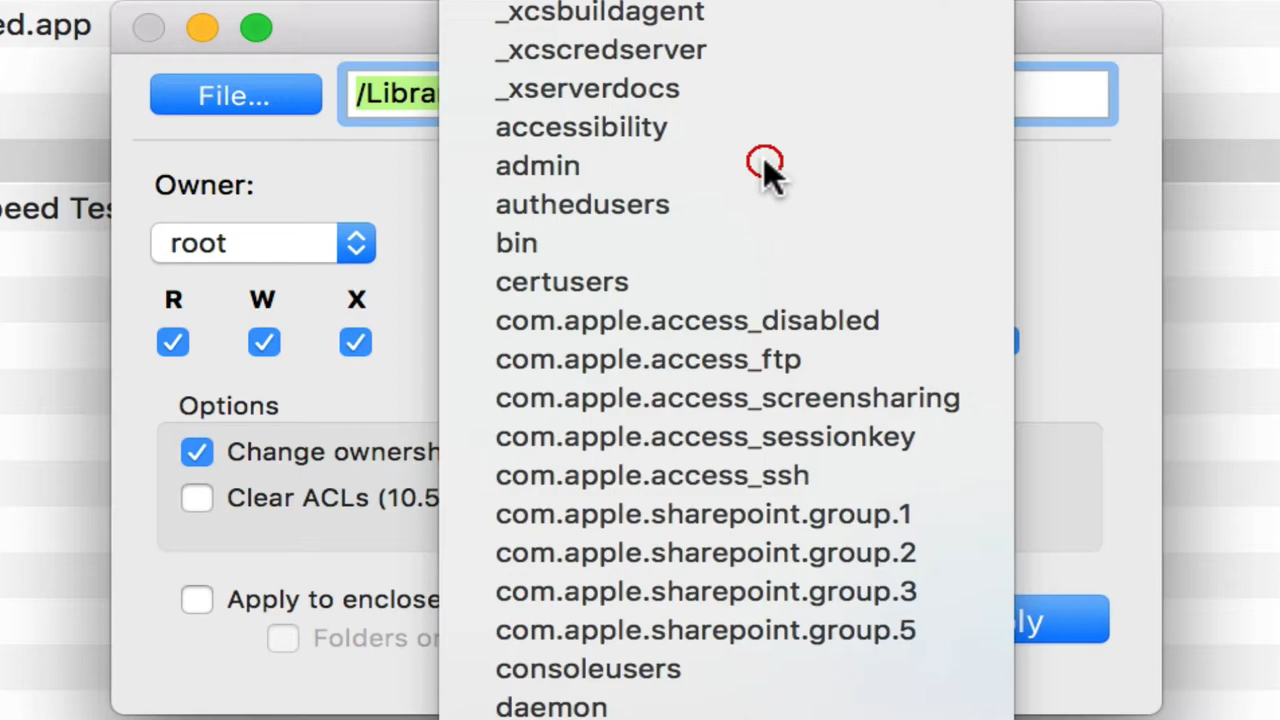 ed.app
File...
/Librar
Owner:
root
R W X
Options
Change ownersh
Clear ACLs (10.5
Apply to enclose
Folders or
_xcsbuildagent
_xcscredserver
_xserverdocs
accessibility
admin
authedusers
bin
certusers
com.apple.access_disabled
com.apple.access_ftp
com.apple.access_screensharing
com.apple.access_sessionkey
com.apple.access_ssh
com.apple.sharepoint.group.1
com.apple.sharepoint.group.2
com.apple.sharepoint.group.3
com.apple.sharepoint.group.5
consoleusers
daemon
peed Tes
ly